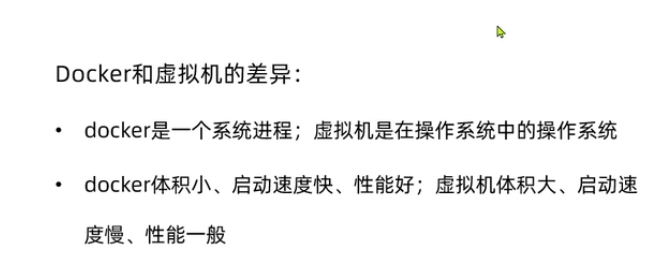 Docker和虚拟机的差异：
• docker是一个系统进程；虚拟机是在操作系统中的操作系统
• docker体积小、启动速度快、性能好；虚拟机体积大、启动速
度慢、性能一般